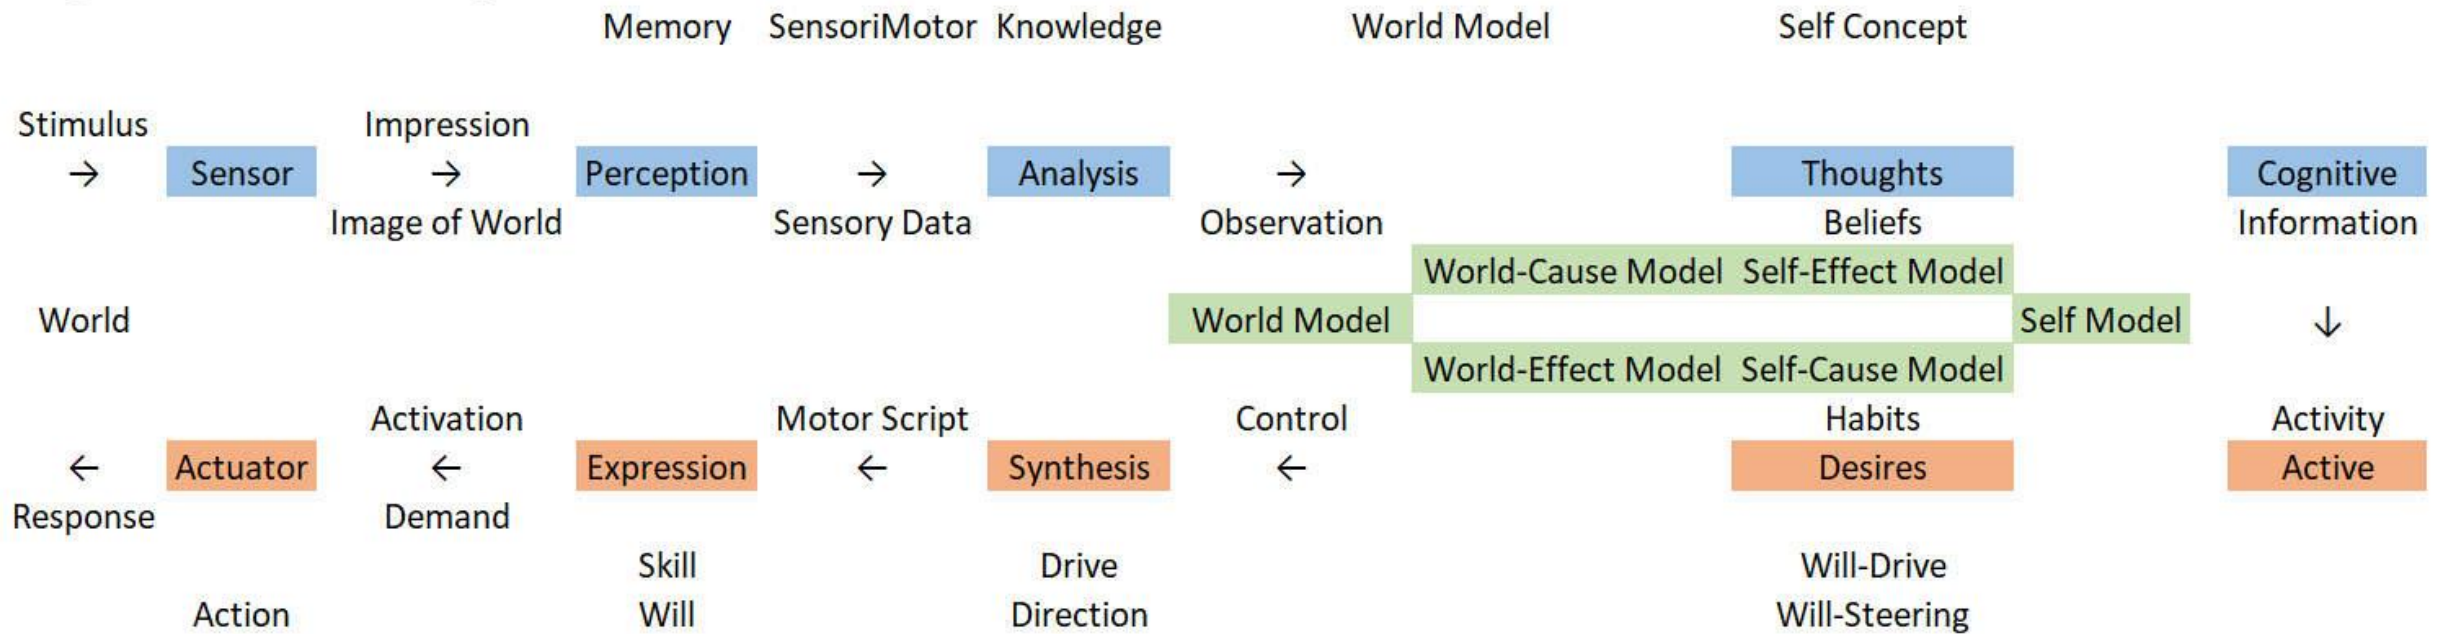 Memory SensoriMotor Knowledge World Model Self Concept
Stimulus Impression
→ Sensor → Perception → Analysis → Thoughts Cognitive
Image of World Sensory Data Observation Beliefs Information
World-Cause Model Self-Effect Model
World World Model Self Model ↓
World-Effect Model Self-Cause Model
Activation Motor Script Control Habits Activity
← Actuator ← Expression ← Synthesis ← Desires Active
Response Demand
Skill Drive Will-Drive
Action Will Direction Will-Steering